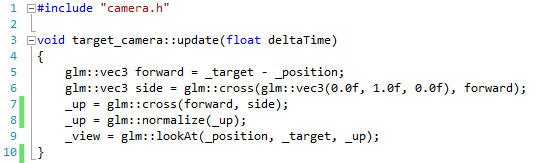 1 #include "camera.h"
2
3 void target_camera::update(float deltaTime)
4 {
5 glm::vec3 forward = _target - _position;
6 glm::vec3 side = glm::cross(glm::vec3(0.0f, 1.0f, 0.0f), forward);
7 _up = glm::cross(forward, side);
8 _up = glm::normalize(_up);
9 _view = glm::lookAt(_position, _target, _up);
10 }